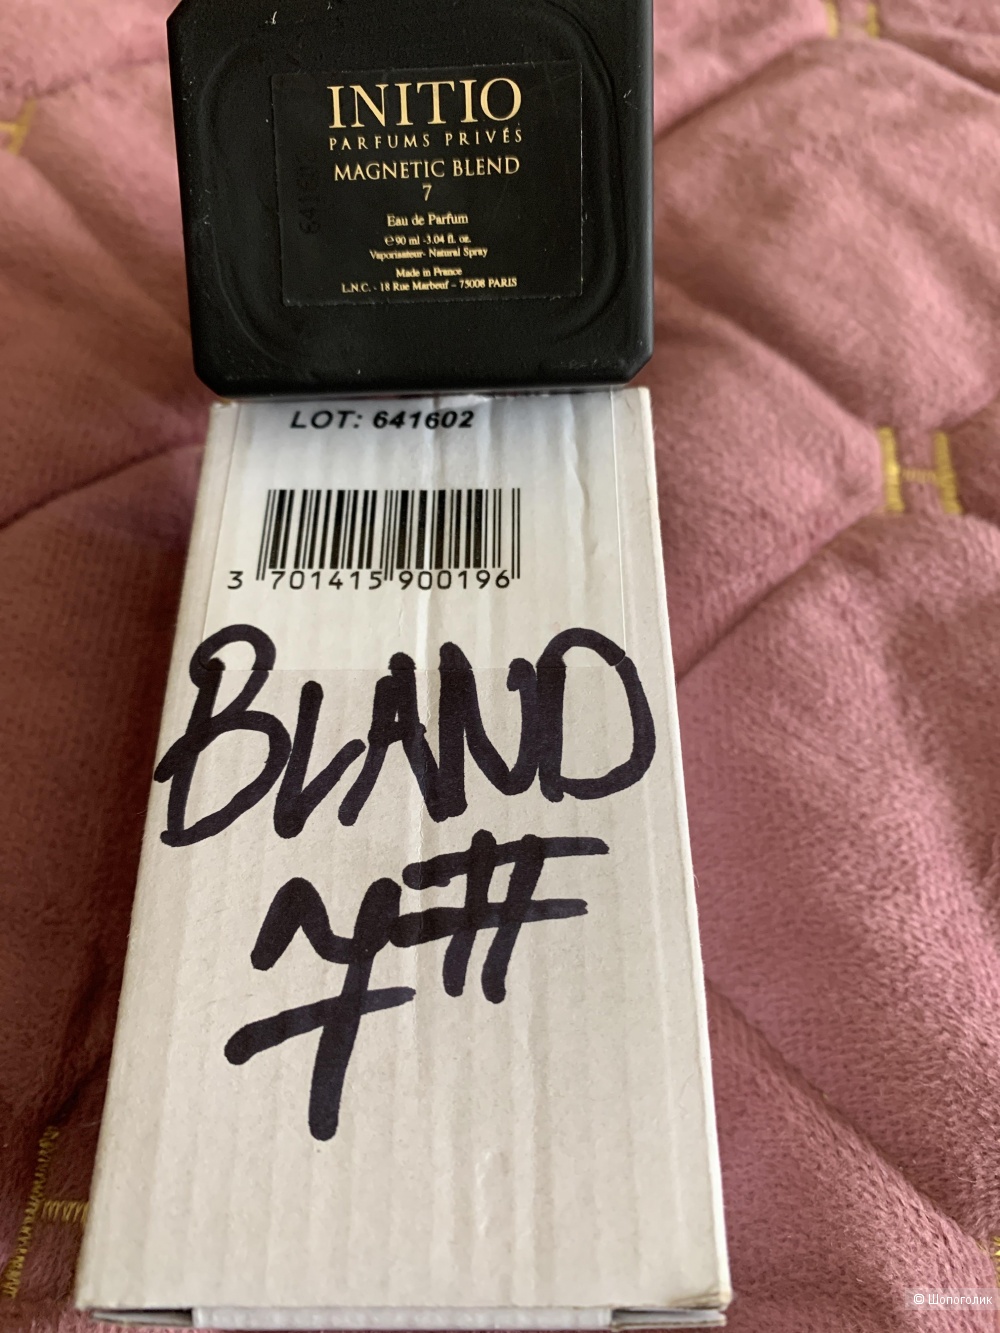 INITIO
PARFUMS PRIVÉS
MAGNETIC BLEND
7
Eau de Parfum
℮ 90 ml -3.04 fl. oz.
Vaporisateur- Natural Spray
Made in France
L.N.C. - 18 Rue Marbeuf - 75008 PARIS
LOT: 641602
3 701415 900196
BLAND
7#
© Шопоголик